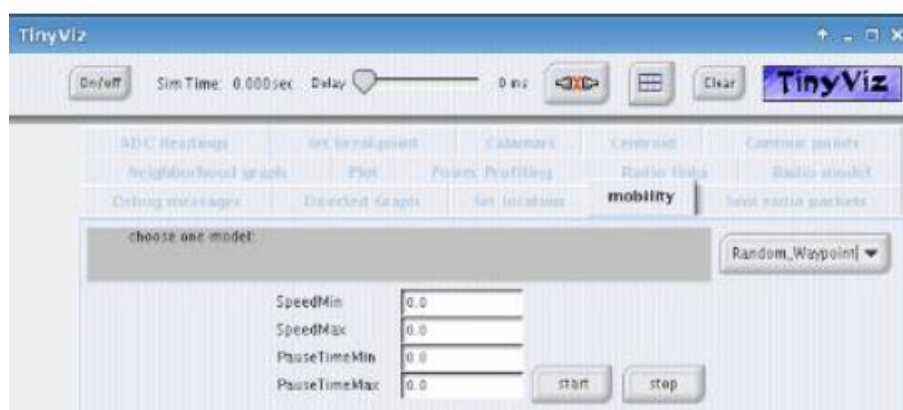 TinyViz
On/off Sim Time: 0.000 sec Delay 0 ms Clear TinyViz
ADC Readings Set breakpoint Calamari Centroid Contour points
Neighborhood graph Plot Power Profiling Radio links Radio model
Debug messages Directed Graph Set location mobility Sent radio packets
choose one model: Random_Waypoint
SpeedMin 0.0
SpeedMax 0.0
PauseTimeMin 0.0
PauseTimeMax 0.0 start stop